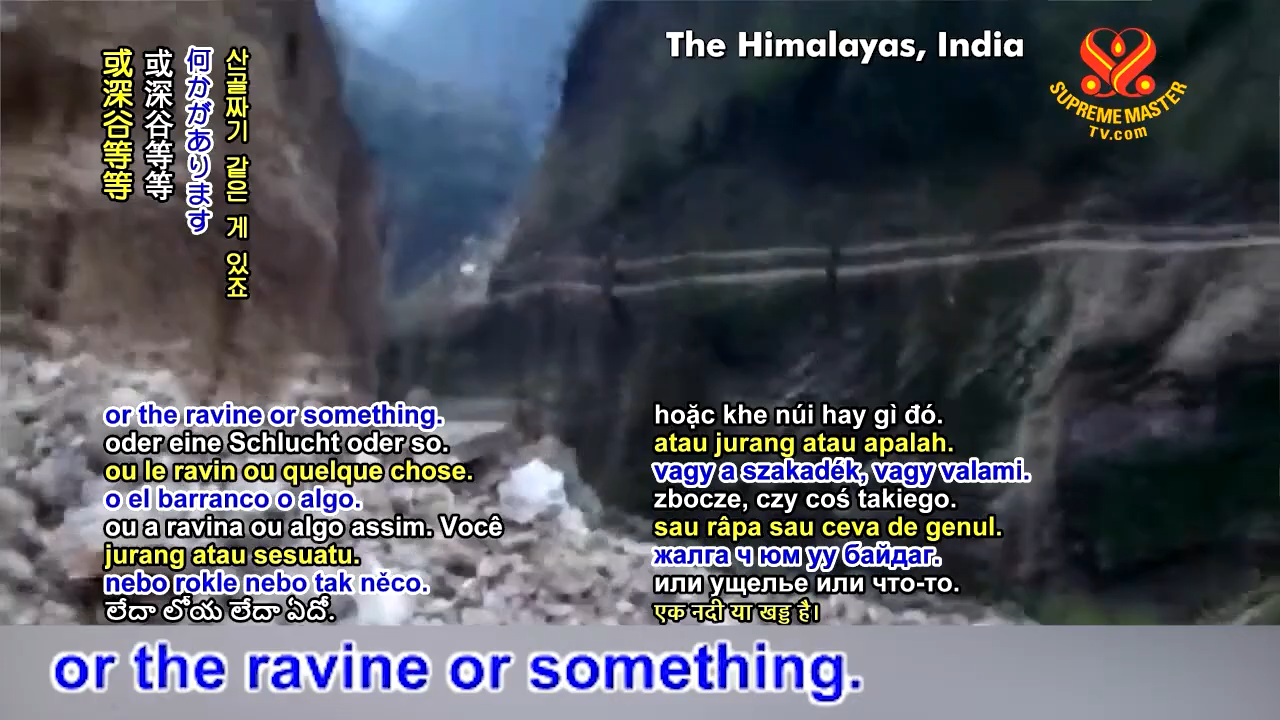 The Himalayas, India
SUPREME MASTER
TV.com
산골짜기 같은 게 있죠
何かがあります
或深谷等等
或深谷等等
or the ravine or something.
oder eine Schlucht oder so.
ou le ravin ou quelque chose.
o el barranco o algo.
ou a ravina ou algo assim. Você
jurang atau sesuatu.
nebo rokle nebo tak něco.
లేదా లోయ లేదా ఏదో.
hoặc khe núi hay gì đó.
atau jurang atau apalah.
vagy a szakadék, vagy valami.
zbocze, czy coś takiego.
sau râpa sau ceva de genul.
жалга ч юм уу байдаг.
или ущелье или что-то.
एक नदी या खड्ड है।
or the ravine or something.